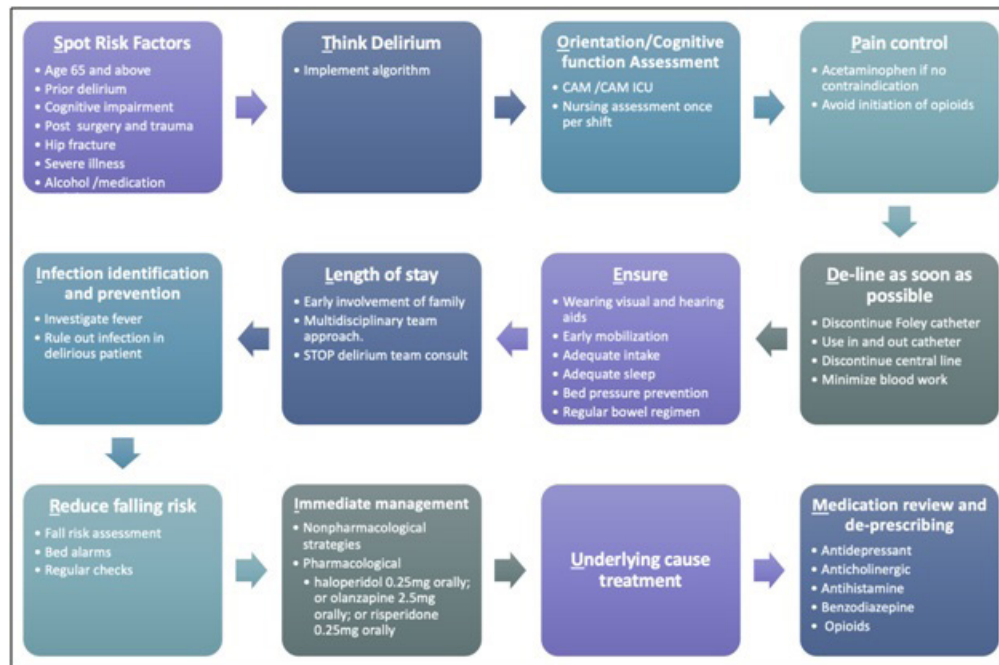 Spot Risk Factors
• Age 65 and above
• Prior delirium
• Cognitive impairment
• Post surgery and trauma
• Hip fracture
• Severe illness
• Alcohol /medication
Think Delirium
• Implement algorithm
Orientation/Cognitive
function Assessment
• CAM /CAM ICU
• Nursing assessment once
per shift
Pain control
• Acetaminophen if no
contraindication
• Avoid initiation of opioids
De-line as soon as
possible
• Discontinue Foley catheter
• Use in and out catheter
• Discontinue central line
• Minimize blood work
Ensure
• Wearing visual and hearing
aids
• Early mobilization
• Adequate intake
• Adequate sleep
• Bed pressure prevention
• Regular bowel regimen
Length of stay
• Early involvement of family
• Multidisciplinary team
approach.
• STOP delirium team consult
Infection identification
and prevention
• Investigate fever
• Rule out infection in
delirious patient
Reduce falling risk
• Fall risk assessment
• Bed alarms
• Regular checks
Immediate management
• Nonpharmacological
strategies
• Pharmacological
• haloperidol 0.25mg orally;
or olanzapine 2.5mg
orally; or risperidone
0.25mg orally
Underlying cause
treatment
Medication review and
de-prescribing
• Antidepressant
• Anticholinergic
• Antihistamine
• Benzodiazepine
• Opioids